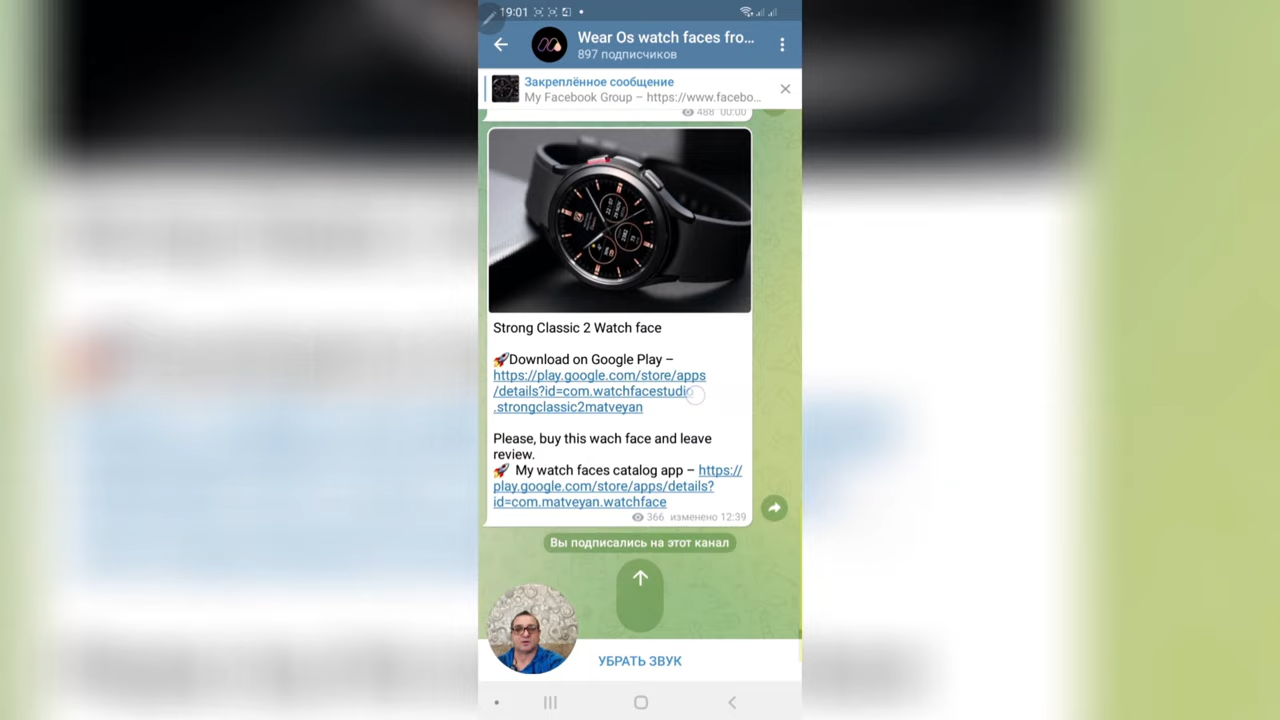 19:01
Wear Os watch faces fro...
897 подписчиков
Закреплённое сообщение
My Facebook Group – https://www.facebo...
488 00:00
Strong Classic 2 Watch face
🚀Download on Google Play –
https://play.google.com/store/apps
/details?id=com.watchfacestudio
.strongclassic2matveyan
Please, buy this wach face and leave
review.
🚀 My watch faces catalog app – https://
play.google.com/store/apps/details?
id=com.matveyan.watchface
366 изменено 12:39
Вы подписались на этот канал
УБРАТЬ ЗВУК